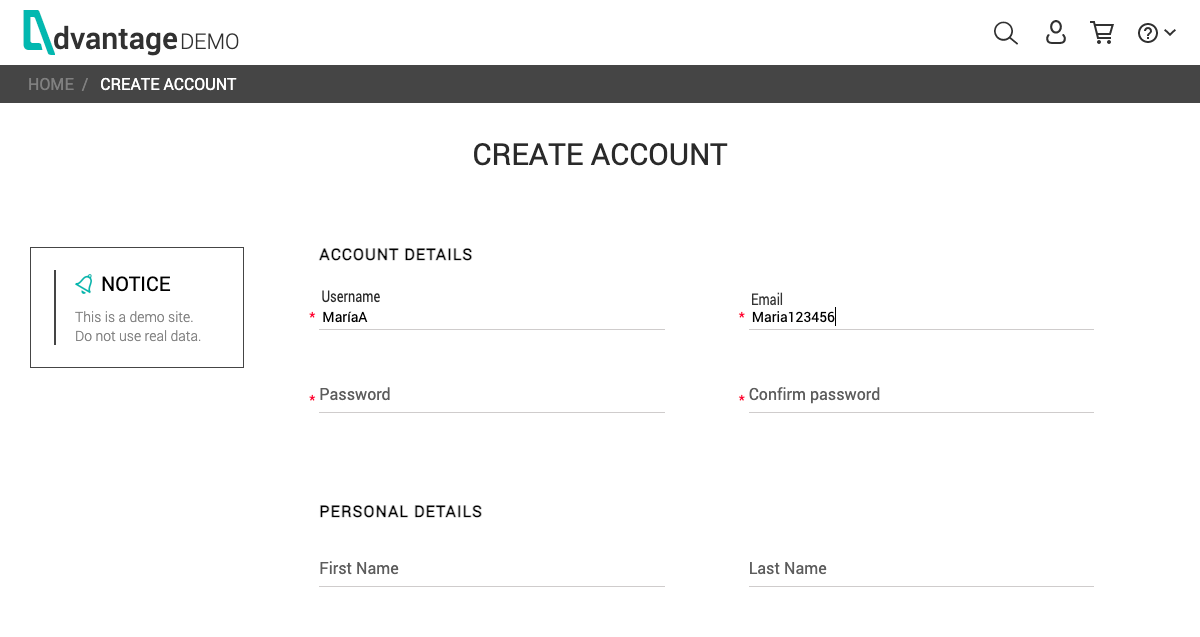 dvantage DEMO
HOME / CREATE ACCOUNT
CREATE ACCOUNT
NOTICE
This is a demo site.
Do not use real data.
ACCOUNT DETAILS
Username
* MaríaA
Email
* Maria123456
* Password
* Confirm password
PERSONAL DETAILS
First Name
Last Name